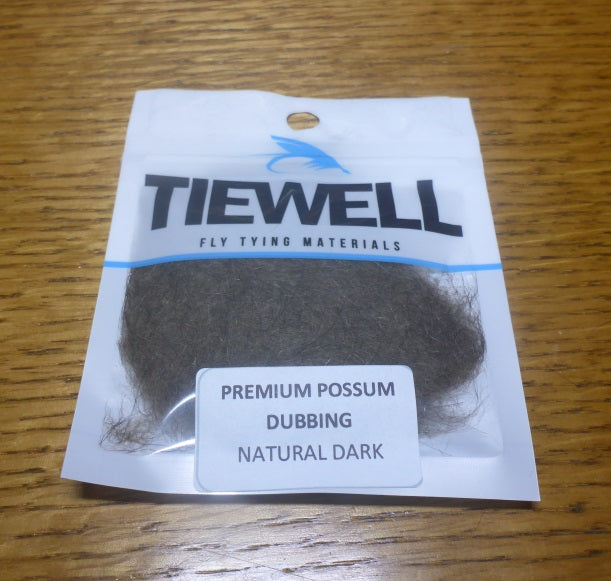 TIEWELL
FLY TYING MATERIALS
PREMIUM POSSUM
DUBBING
NATURAL DARK